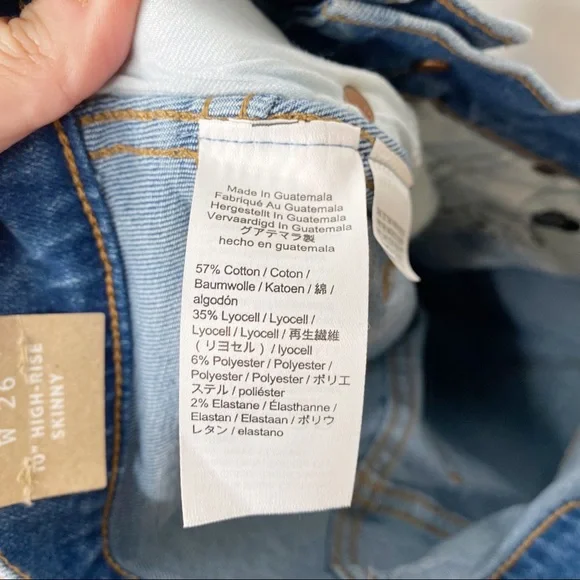 Made In Guatemala
Fabriqué Au Guatemala
Hergestellt In Guatemala
Vervaardigd In Guatemala
グアテマラ製
hecho en guatemala
57% Cotton / Coton /
Baumwolle / Katoen / 綿 /
algodón
35% Lyocell / Lyocell /
Lyocell / Lyocell / 再生繊維
(リヨセル) / lyocell
6% Polyester / Polyester /
Polyester / Polyester / ポリエ
ステル / poliéster
2% Elastane / Élasthanne /
Elastan / Elastaan / ポリウ
レタン / elastano
W 26
10" HIGH-RISE
SKINNY